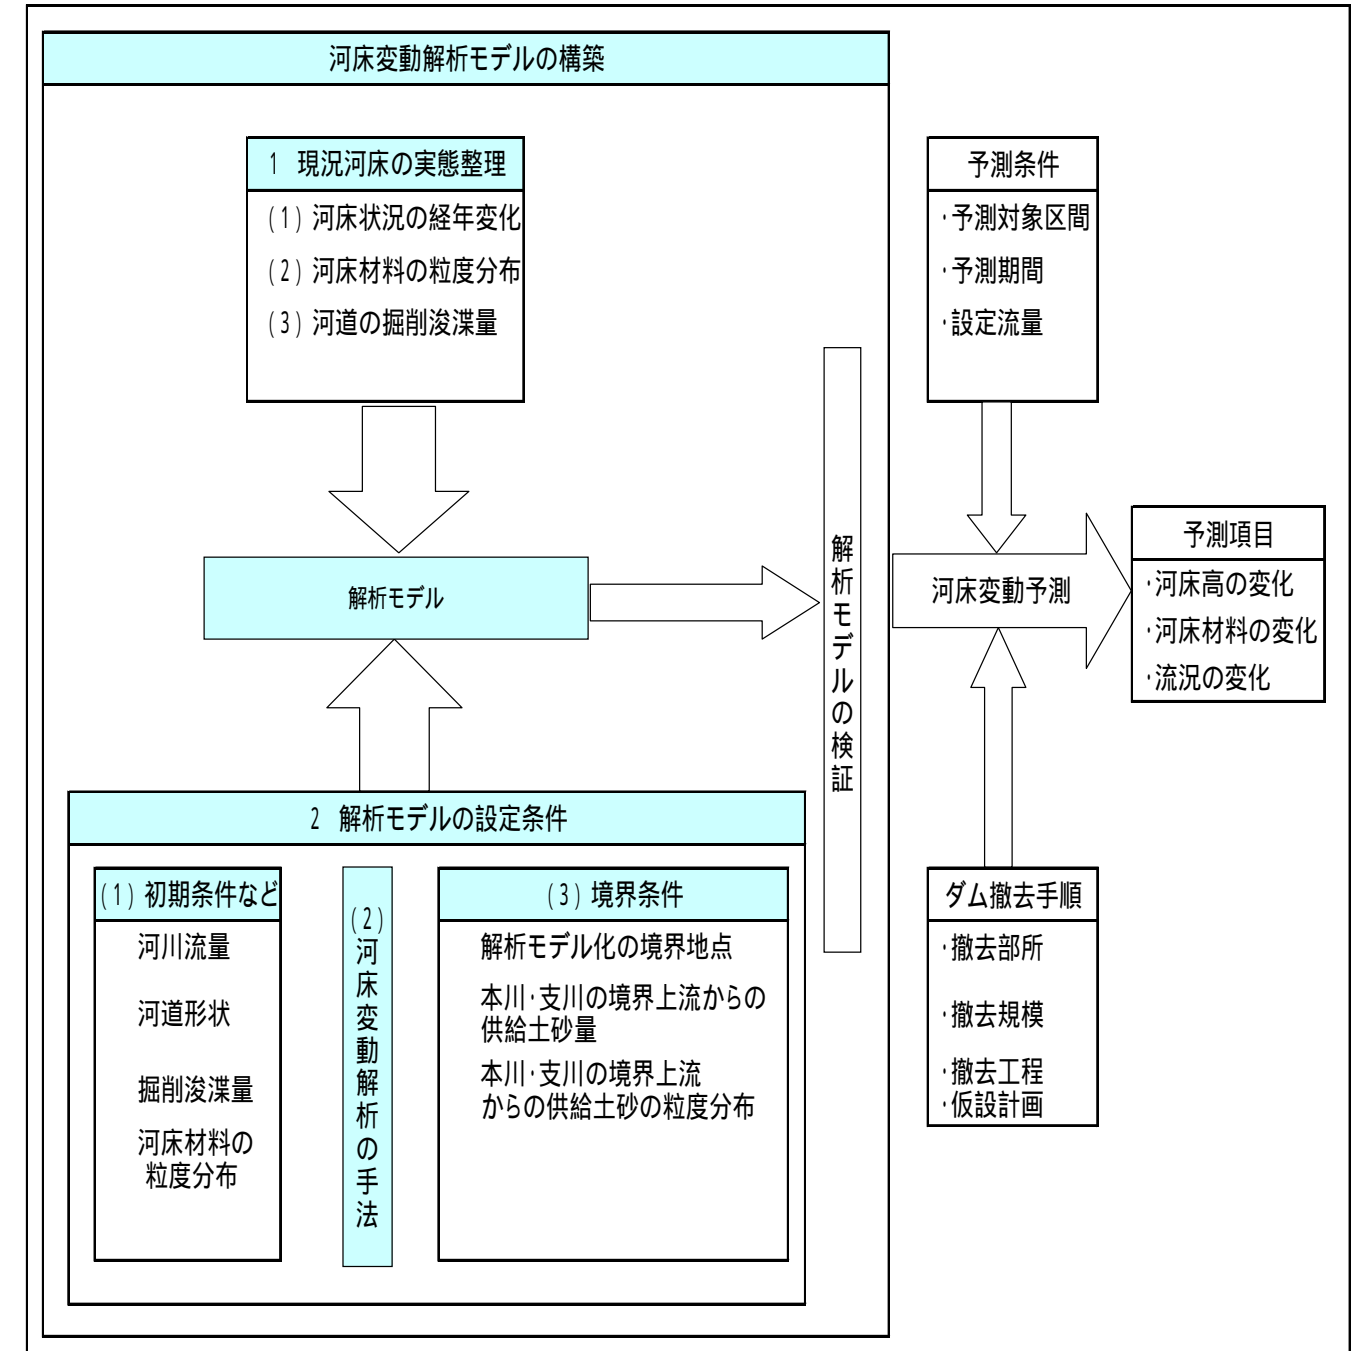 河床変動解析モデルの構築
1 現況河床の実態整理
(1) 河床状況の経年変化
(2) 河床材料の粒度分布
(3) 河道の掘削浚渫量
解析モデル
2 解析モデルの設定条件
(1) 初期条件など
河川流量
河道形状
掘削浚渫量
河床材料の
粒度分布
(2)河床変動解析の手法
(3) 境界条件
解析モデル化の境界地点
本川・支川の境界上流からの
供給土砂量
本川・支川の境界上流
からの供給土砂の粒度分布
解析モデルの検証
予測条件
・予測対象区間
・予測期間
・設定流量
河床変動予測
ダム撤去手順
・撤去部所
・撤去規模
・撤去工程
・仮設計画
予測項目
・河床高の変化
・河床材料の変化
・流況の変化